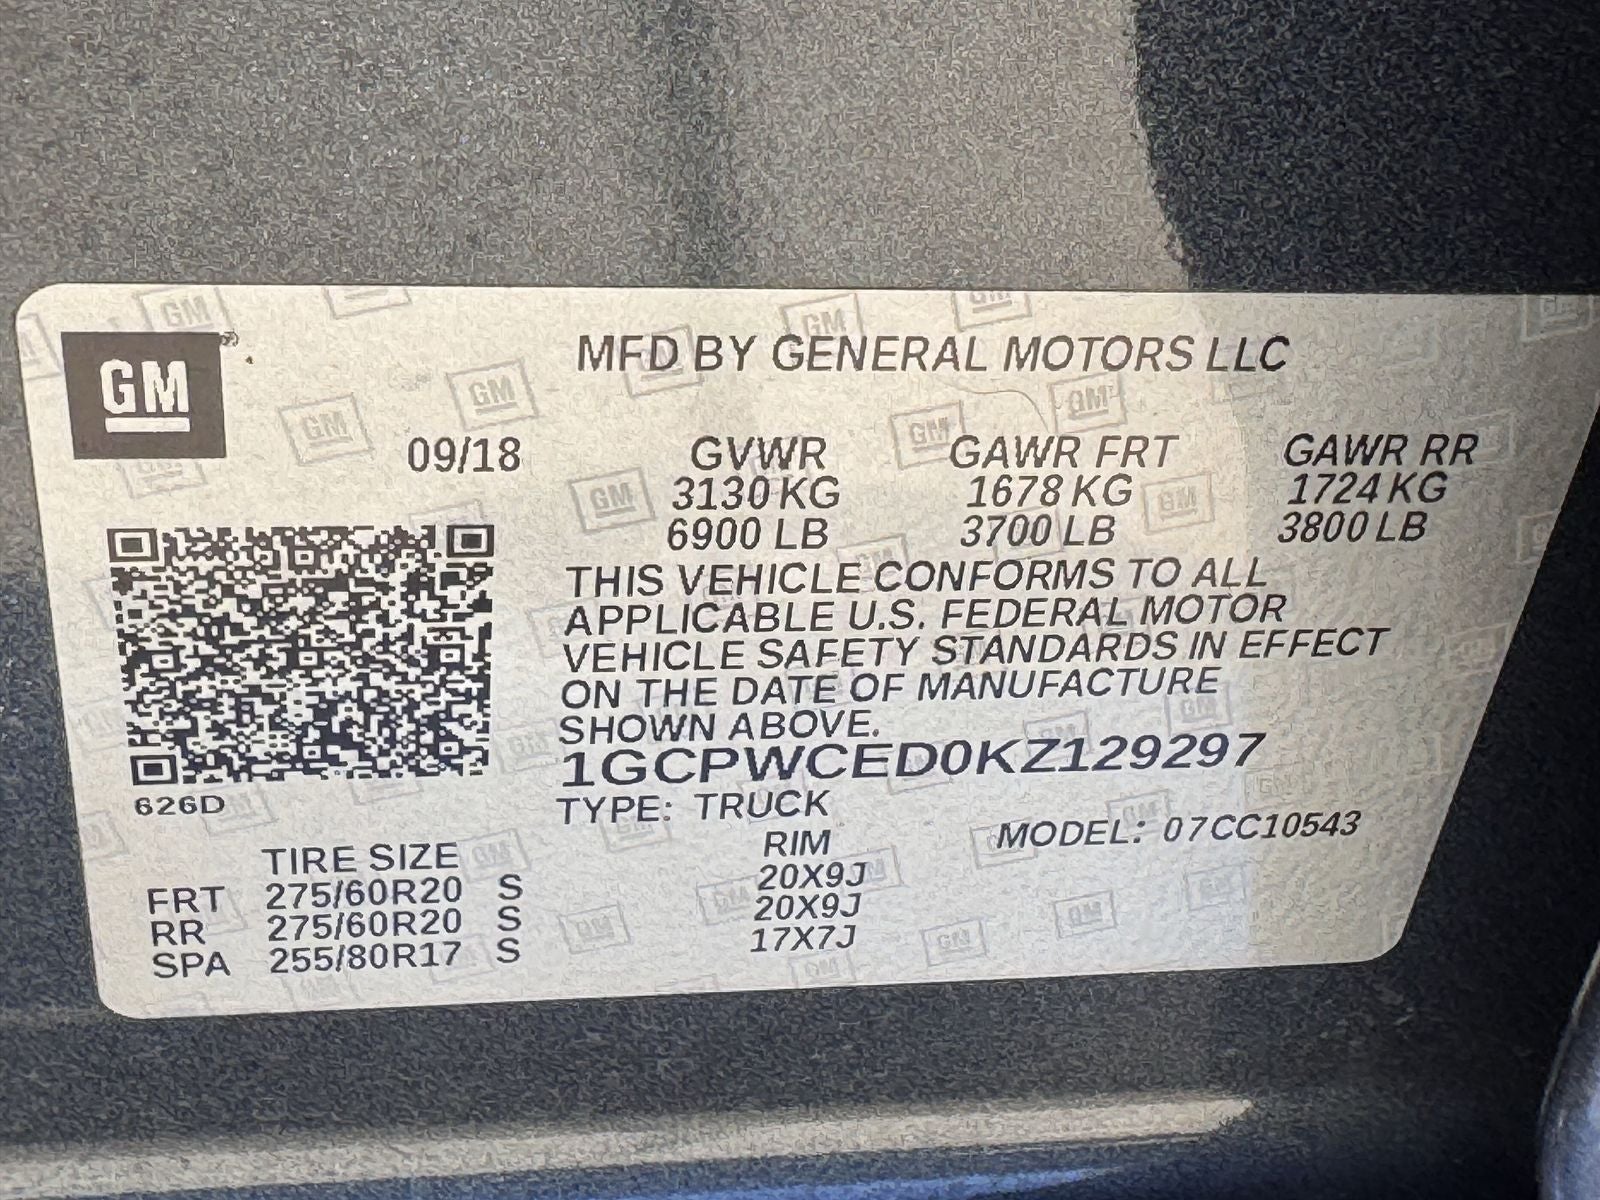 GM
MFD BY GENERAL MOTORS LLC
09/18 GVWR GAWR FRT GAWR RR
3130 KG 1678 KG 1724 KG
6900 LB 3700 LB 3800 LB
THIS VEHICLE CONFORMS TO ALL
APPLICABLE U.S. FEDERAL MOTOR
VEHICLE SAFETY STANDARDS IN EFFECT
ON THE DATE OF MANUFACTURE
SHOWN ABOVE.
1GCPWCED0KZ129297
626D
TYPE: TRUCK
MODEL: 07CC10543
TIRE SIZE RIM
FRT 275/60R20 S 20X9J
RR 275/60R20 S 20X9J
SPA 255/80R17 S 17X7J